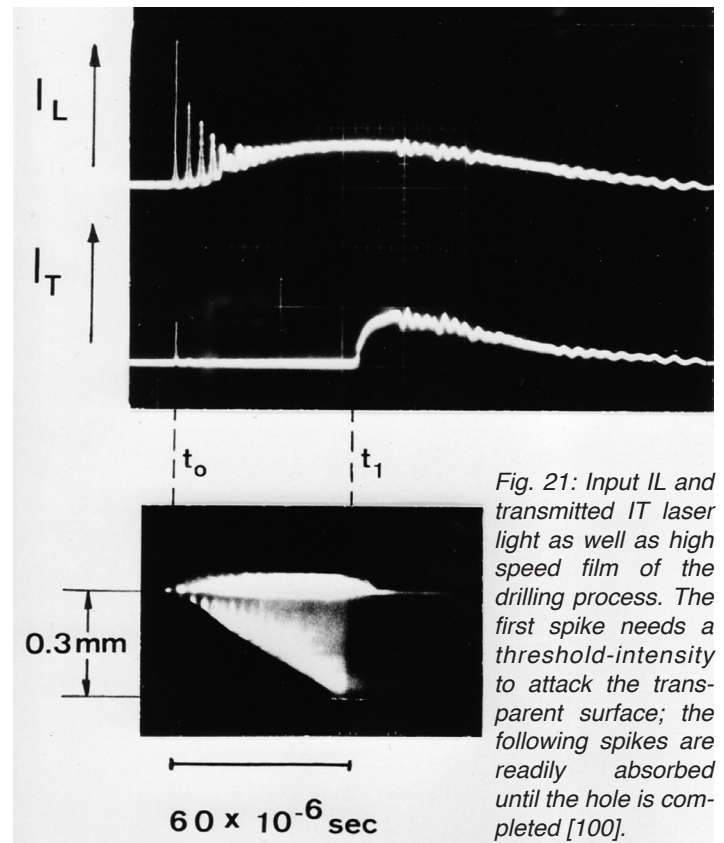 I_L
I_T
t_o
t_1
0.3 mm
60 x 10^-6 sec
Fig. 21: Input IL and
transmitted IT laser
light as well as high
speed film of the
drilling process. The
first spike needs a
threshold-intensity
to attack the trans-
parent surface; the
following spikes are
readily absorbed
until the hole is com-
pleted [100].